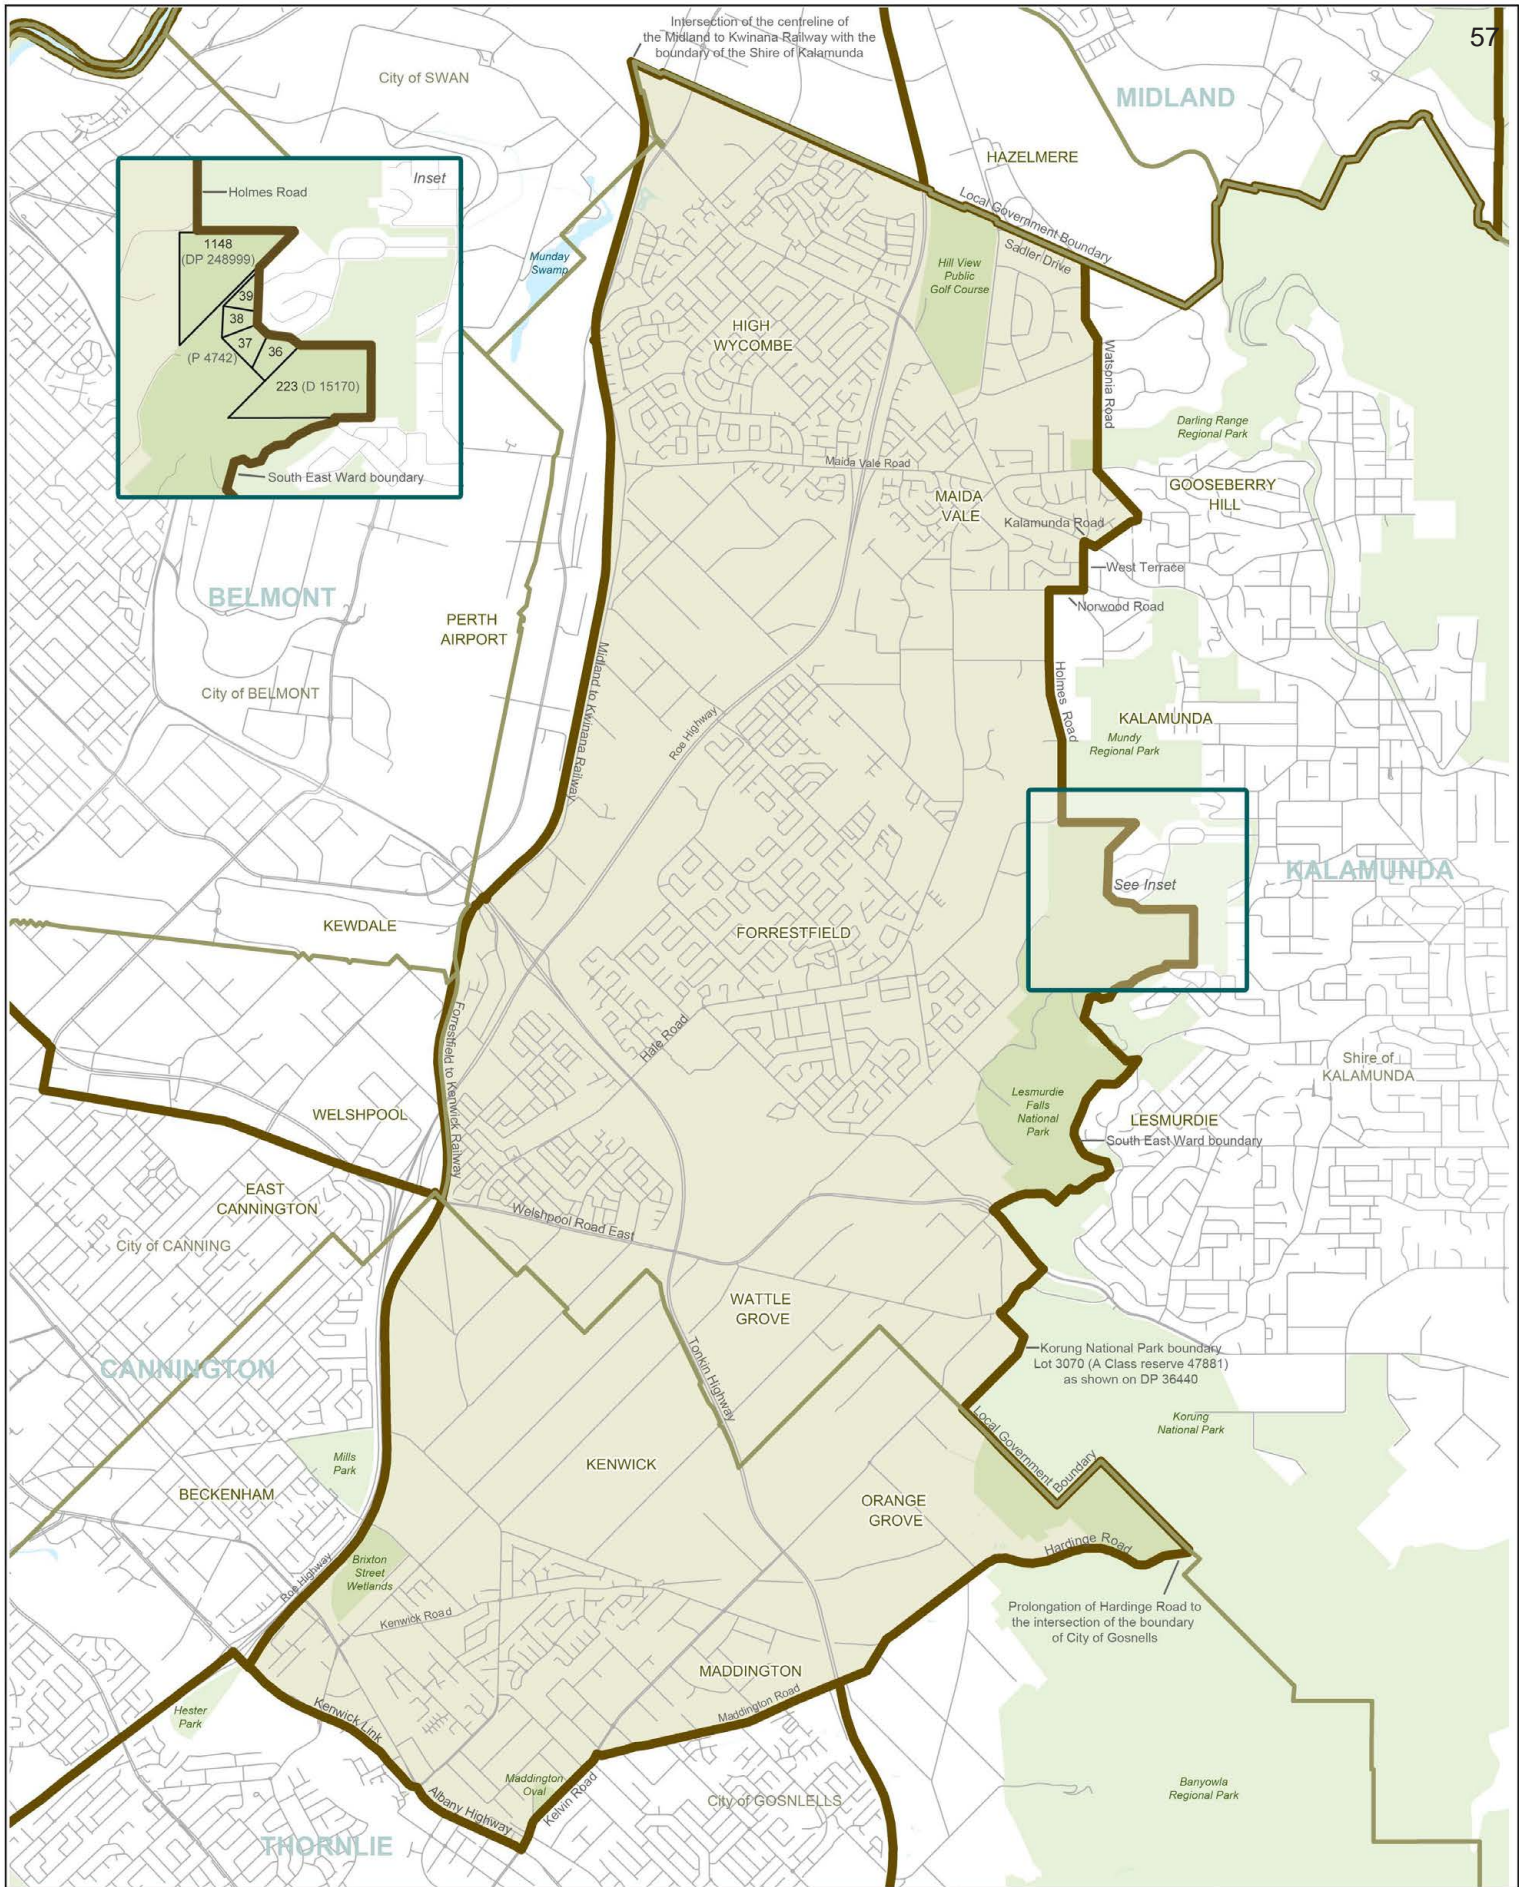 57
Intersection of the centreline of
the Midland to Kwinana Railway with the
boundary of the Shire of Kalamunda
City of SWAN
MIDLAND
HAZELMERE
Inset
Holmes Road
1148
(DP 248999)
39
38
37
36
(P 4742)
223 (D 15170)
South East Ward boundary
Munday
Swamp
Local Government Boundary
Sadler Drive
Hill View
Public
Golf Course
HIGH
WYCOMBE
Watsonia Road
Darling Range
Regional Park
Maida Vale Road
MAIDA
VALE
GOOSEBERRY
HILL
Kalamunda Road
West Terrace
Norwood Road
BELMONT
PERTH
AIRPORT
City of BELMONT
Midland to Kwinana Railway
Roe Highway
Holmes Road
KALAMUNDA
Mundy
Regional Park
See Inset
KALAMUNDA
KEWDALE
FORRESTFIELD
Forrestfield to Kenwick Railway
Hale Road
Shire of
KALAMUNDA
Lesmurdie
Falls
National
Park
LESMURDIE
South East Ward boundary
WELSHPOOL
EAST
CANNINGTON
City of CANNING
Welshpool Road East
WATTLE
GROVE
Tonkin Highway
Korung National Park boundary
Lot 3070 (A Class reserve 47881)
as shown on DP 36440
CANNINGTON
Korung
National Park
Local Government Boundary
Mills
Park
KENWICK
BECKENHAM
ORANGE
GROVE
Hardinge Road
Roe Highway
Brixton
Street
Wetlands
Kenwick Road
Prolongation of Hardinge Road to
the intersection of the boundary
of City of Gosnells
MADDINGTON
Maddington Road
Hester
Park
Kenwick Link
Maddington
Oval
Kelvin Road
Albany Highway
City of GOSNLELLS
Banyowla
Regional Park
THORNLIE